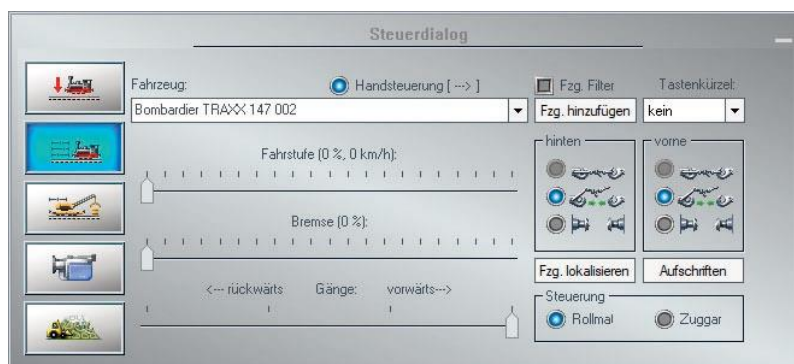 Steuerdialog
Fahrzeug:
Handsteuerung [ ---> ]
Fzg. Filter
Tastenkürzel:
Bombardier TRAXX 147 002
Fzg. hinzufügen
kein
Fahrstufe (0 %, 0 km/h):
hinten
vorne
Bremse (0 %):
Fzg. lokalisieren
Aufschriften
<--- rückwärts
Gänge:
vorwärts--->
Steuerung
Rollmal
Zuggar